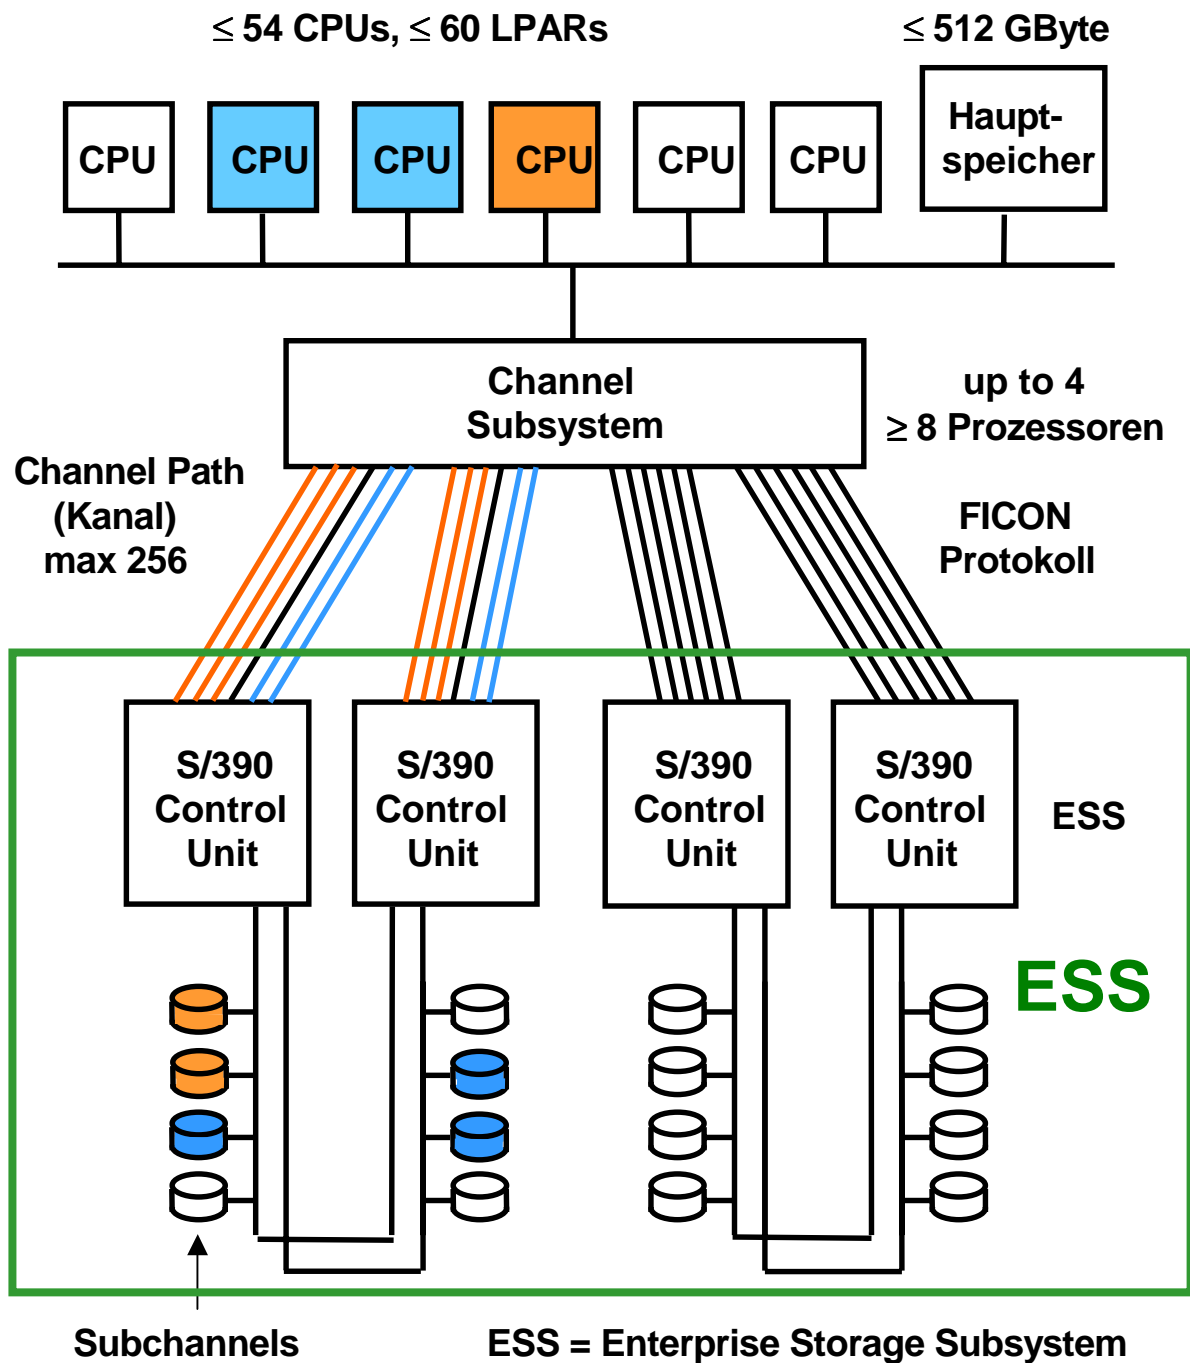 ≤ 54 CPUs, ≤ 60 LPARs
≤ 512 GByte
CPU
CPU
CPU
CPU
CPU
CPU
Haupt-
speicher
Channel
Subsystem
up to 4
≥ 8 Prozessoren
Channel Path
(Kanal)
max 256
FICON
Protokoll
S/390
Control
Unit
S/390
Control
Unit
S/390
Control
Unit
S/390
Control
Unit
ESS
ESS
Subchannels
ESS = Enterprise Storage Subsystem